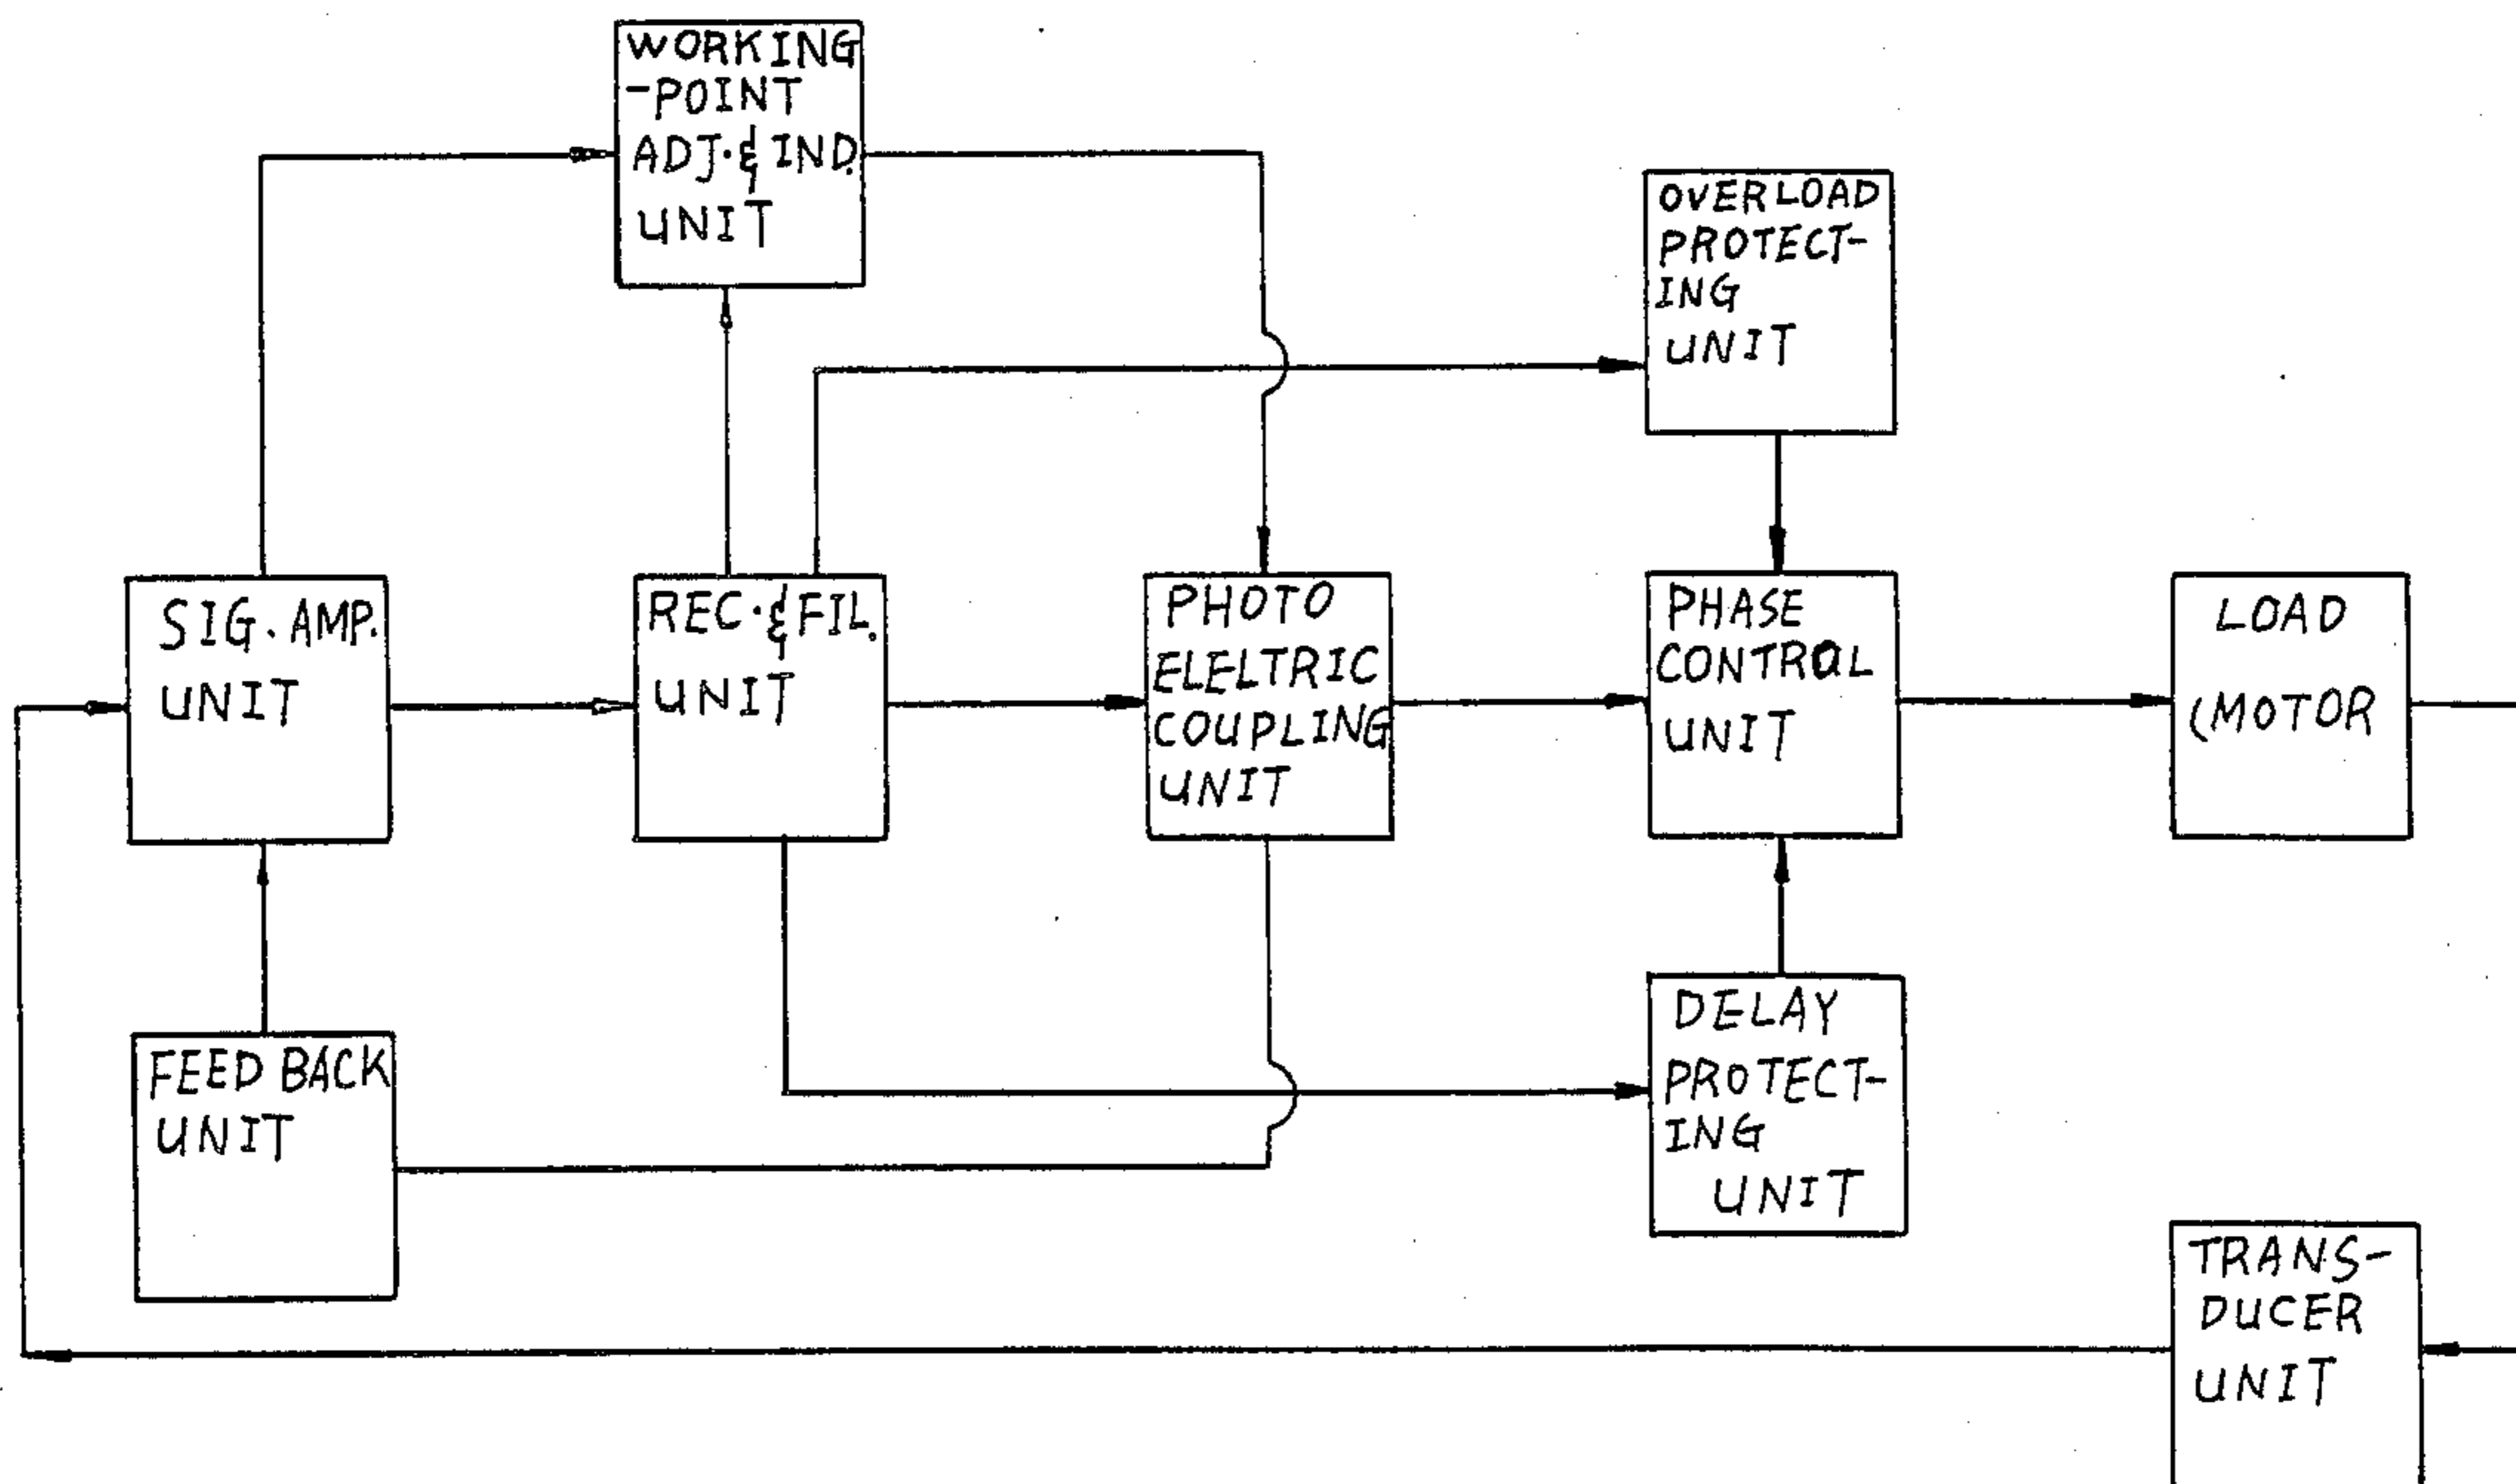 WORKING
-POINT
ADJ.& IND.
UNIT
OVERLOAD
PROTECT-
ING
UNIT
SIG. AMP.
UNIT
REC.& FIL.
UNIT
PHOTO
ELELTRIC
COUPLING
UNIT
PHASE
CONTROL
UNIT
LOAD
(MOTOR
FEED BACK
UNIT
DELAY
PROTECT-
ING
UNIT
TRANS-
DUCER
UNIT